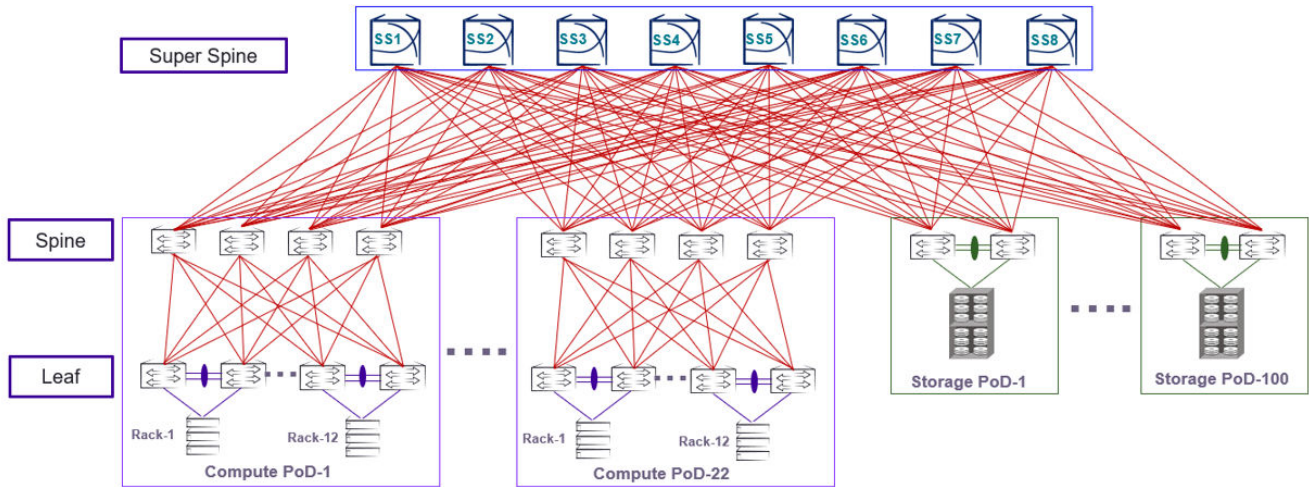 SS1 SS2 SS3 SS4 SS5 SS6 SS7 SS8
Super Spine
Spine
Leaf
Rack-1 Rack-12 Rack-1 Rack-12
Storage PoD-1 Storage PoD-100
Compute PoD-1 Compute PoD-22